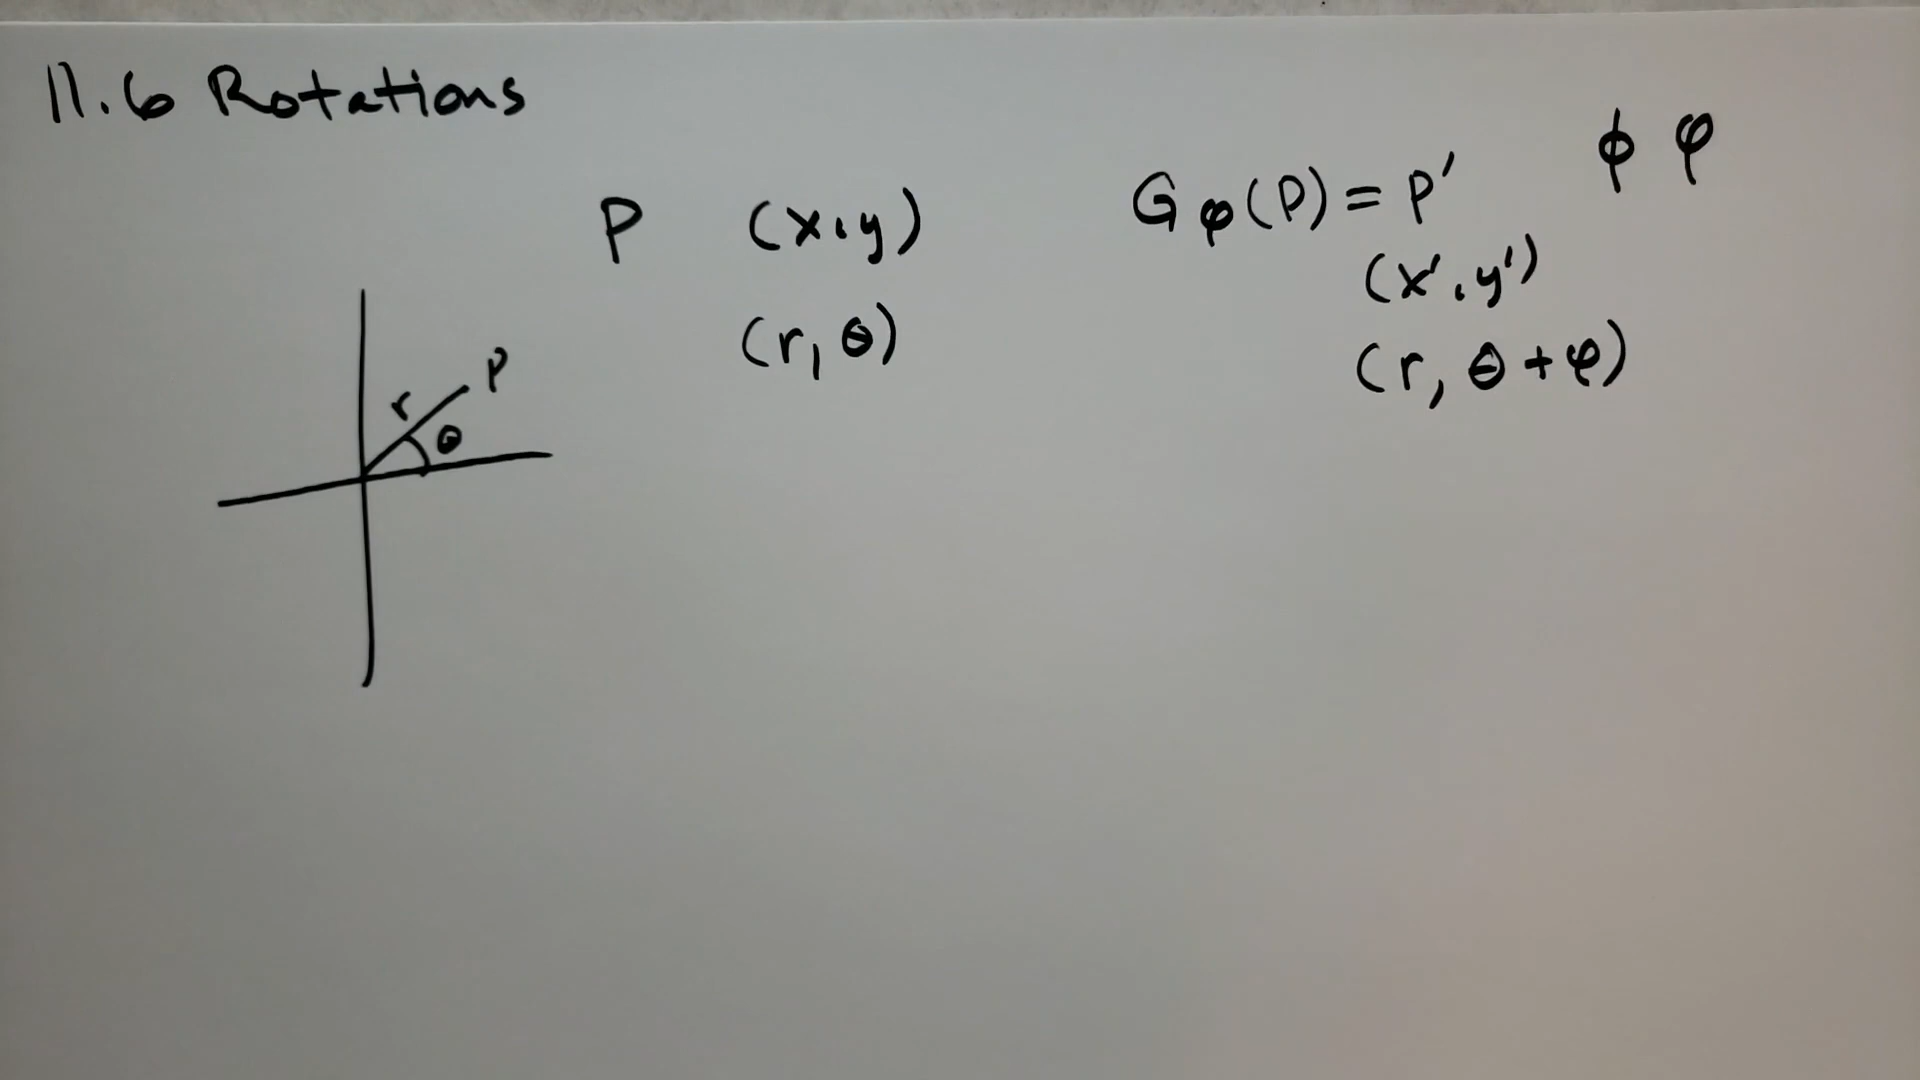 11.6 Rotations
ϕ φ
P (x,y) Gφ(P) = P′
(x′,y′)
(r, θ) (r, θ+φ)
P
r
θ